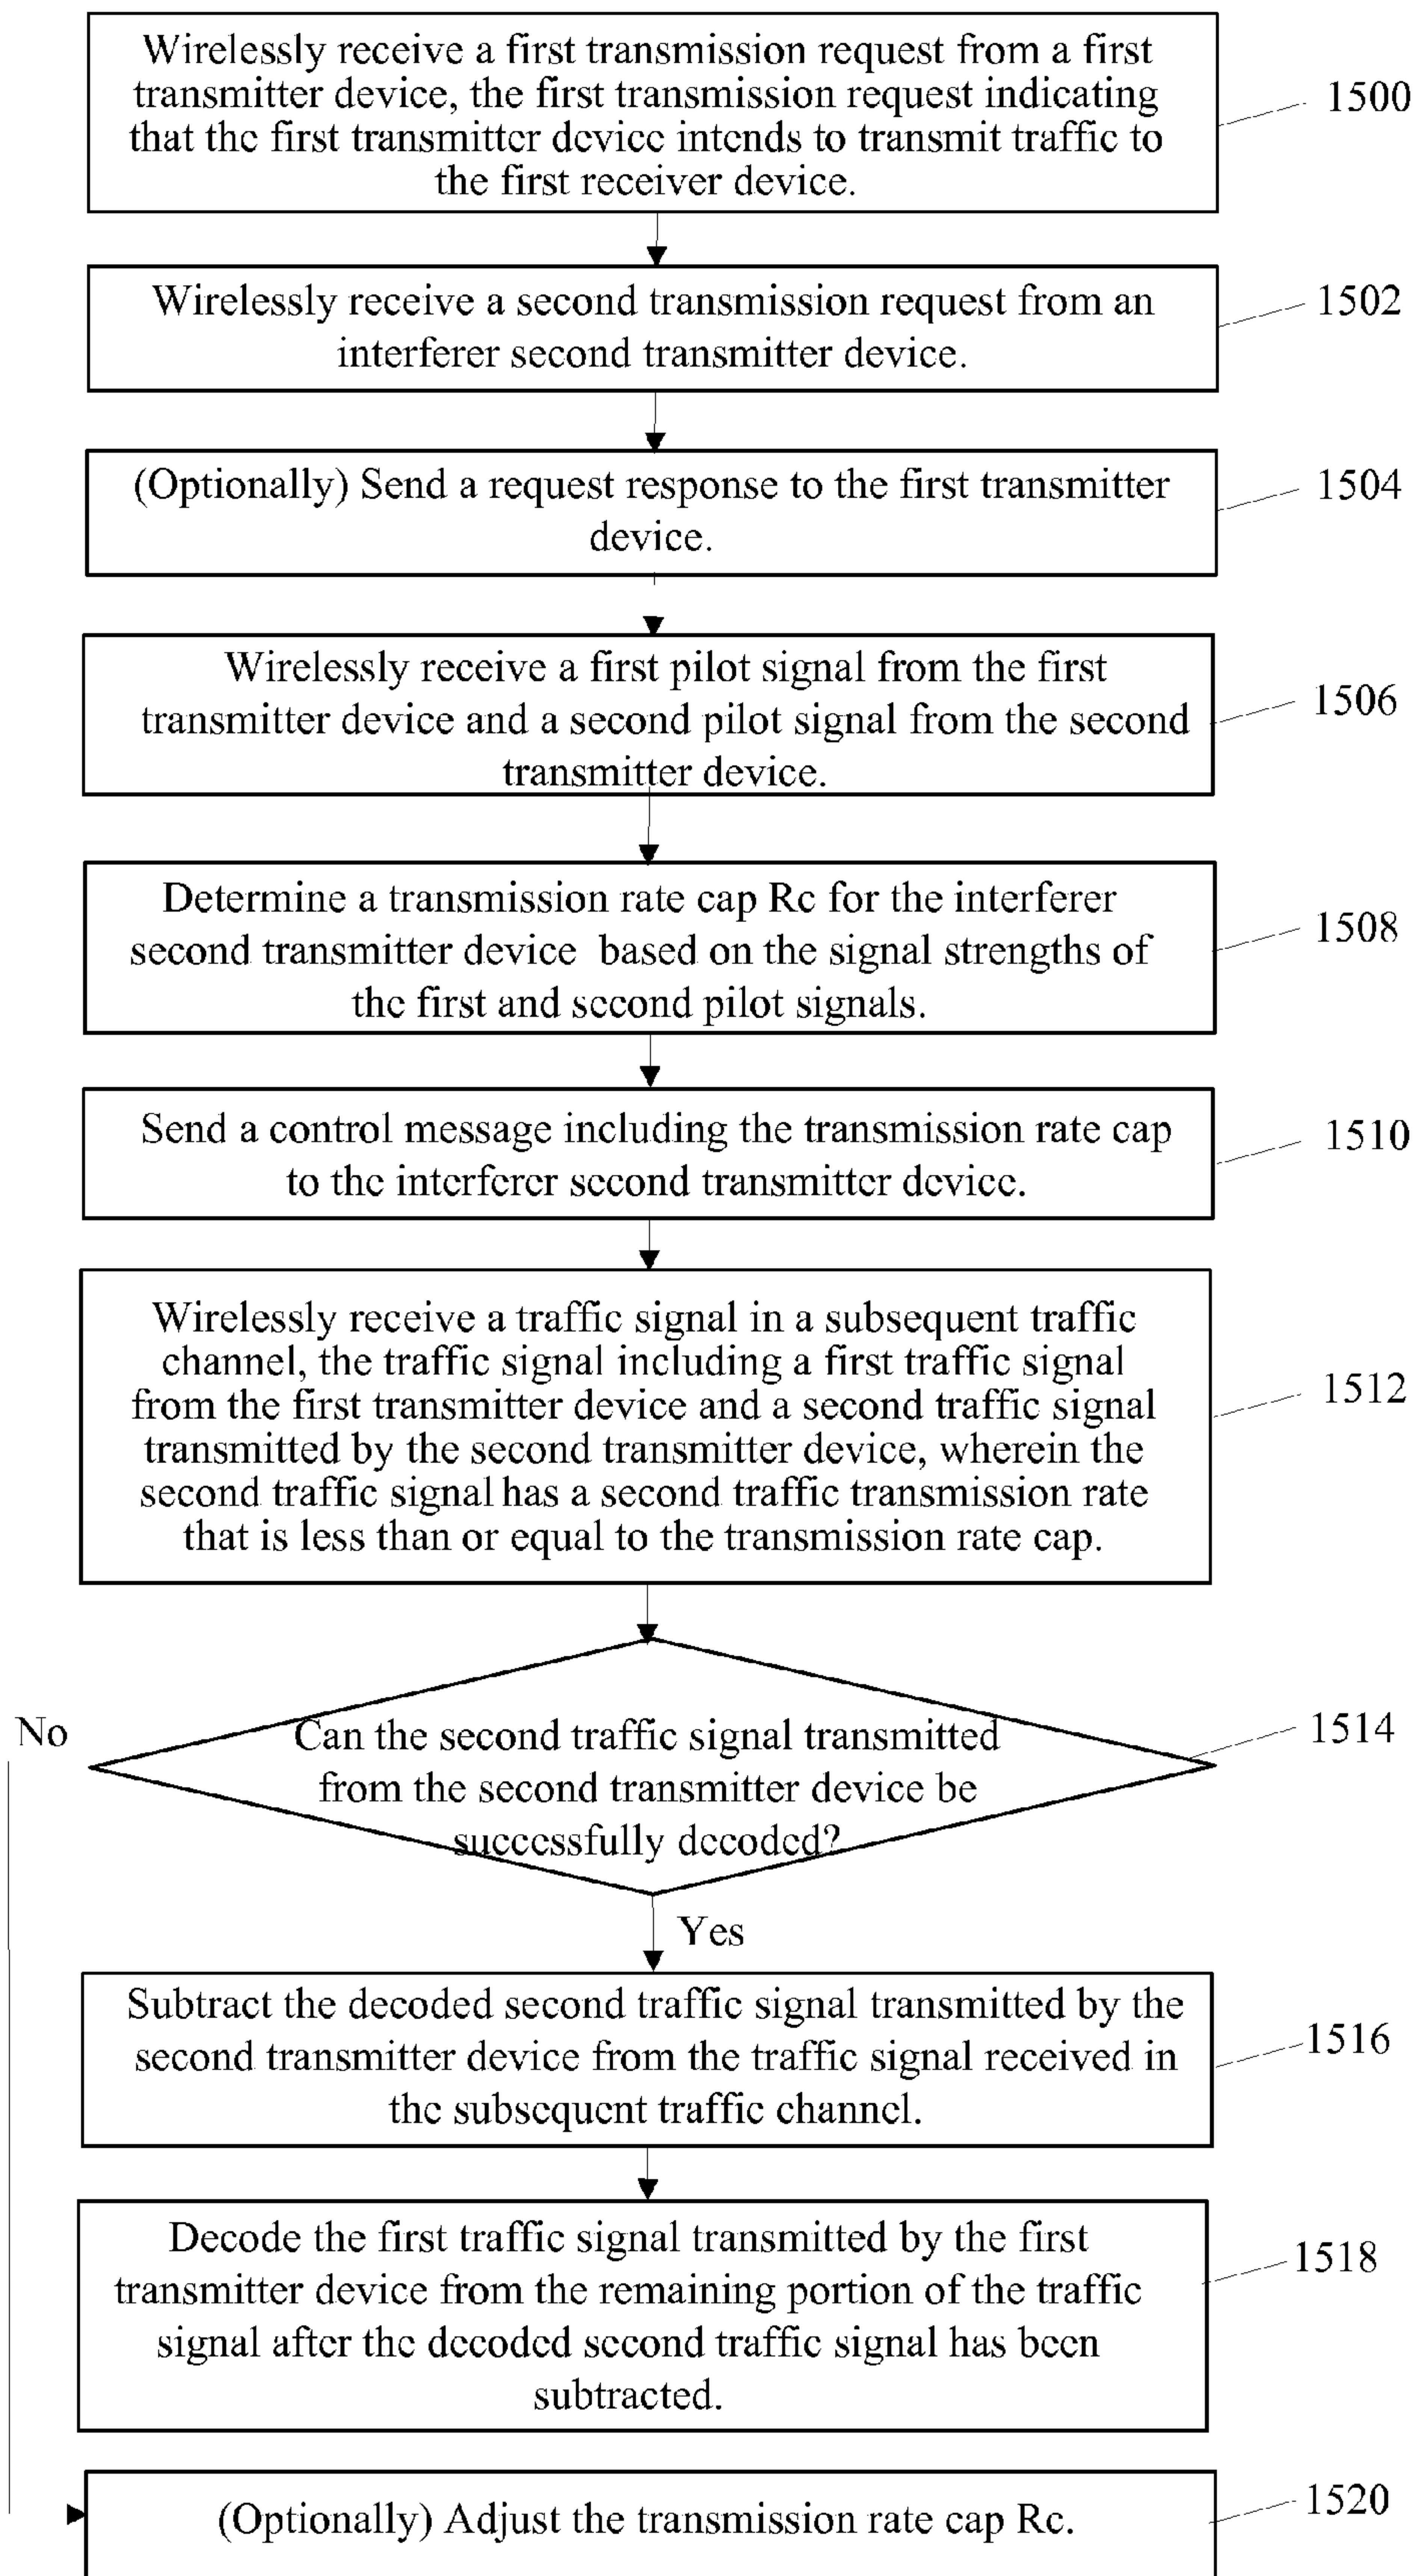 Wirelessly receive a first transmission request from a first
transmitter device, the first transmission request indicating
that the first transmitter device intends to transmit traffic to
the first receiver device.
1500
Wirelessly receive a second transmission request from an
interferer second transmitter device.
1502
(Optionally) Send a request response to the first transmitter
device.
1504
Wirelessly receive a first pilot signal from the first
transmitter device and a second pilot signal from the second
transmitter device.
1506
Determine a transmission rate cap Rc for the interferer
second transmitter device based on the signal strengths of
the first and second pilot signals.
1508
Send a control message including the transmission rate cap
to the interferer second transmitter device.
1510
Wirelessly receive a traffic signal in a subsequent traffic
channel, the traffic signal including a first traffic signal
from the first transmitter device and a second traffic signal
transmitted by the second transmitter device, wherein the
second traffic signal has a second traffic transmission rate
that is less than or equal to the transmission rate cap.
1512
No
Can the second traffic signal transmitted
from the second transmitter device be
successfully decoded?
1514
Yes
Subtract the decoded second traffic signal transmitted by the
second transmitter device from the traffic signal received in
the subsequent traffic channel.
1516
Decode the first traffic signal transmitted by the first
transmitter device from the remaining portion of the traffic
signal after the decoded second traffic signal has been
subtracted.
1518
(Optionally) Adjust the transmission rate cap Rc.
1520